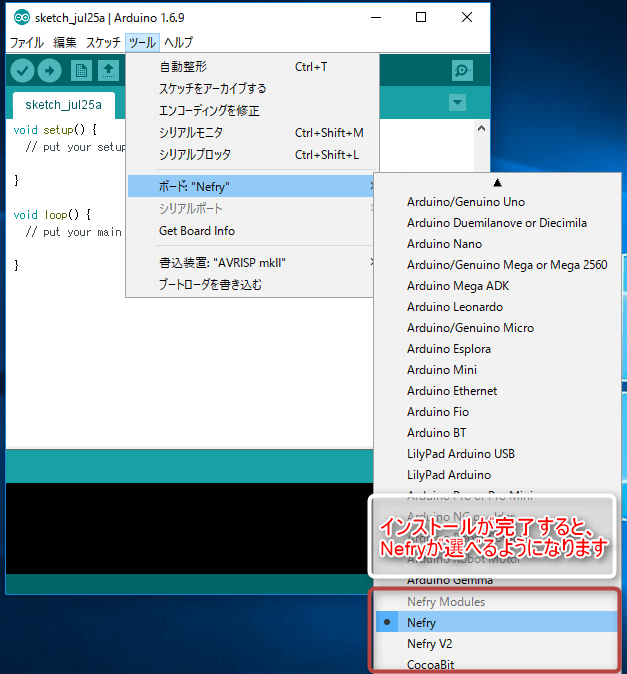 sketch_jul25a | Arduino 1.6.9
ファイル 編集 スケッチ ツール ヘルプ
sketch_jul25a
void setup() {
// put your setup
}
void loop() {
// put your main
}
自動整形 Ctrl+T
スケッチをアーカイブする
エンコーディングを修正
シリアルモニタ Ctrl+Shift+M
シリアルプロッタ Ctrl+Shift+L
ボード: "Nefry"
シリアルポート
Get Board Info
書込装置: "AVRISP mkII"
ブートローダを書き込む
Arduino/Genuino Uno
Arduino Duemilanove or Diecimila
Arduino Nano
Arduino/Genuino Mega or Mega 2560
Arduino Mega ADK
Arduino Leonardo
Arduino/Genuino Micro
Arduino Esplora
Arduino Mini
Arduino Ethernet
Arduino Fio
Arduino BT
LilyPad Arduino USB
LilyPad Arduino
Arduino Pro or Pro Mini
インストールが完了すると、
Nefryが選べるようになります
Arduino Robot Motor
Arduino Gemma
Nefry Modules
Nefry
Nefry V2
CocoaBit